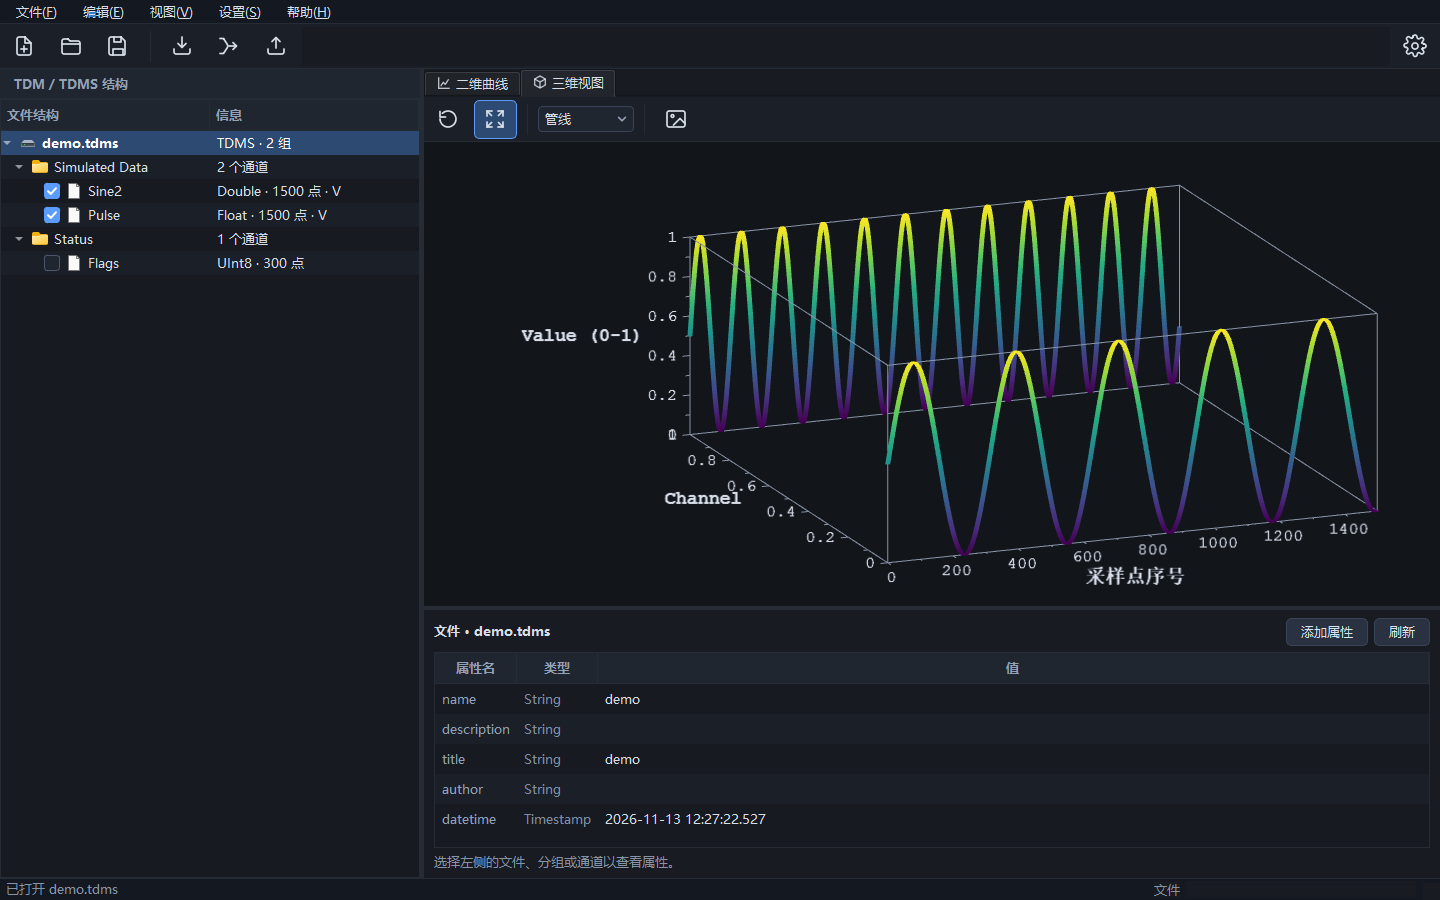 文件(F) 编辑(E) 视图(V) 设置(S) 帮助(H)
TDM / TDMS 结构
文件结构 信息
demo.tdms TDMS · 2 组
Simulated Data 2 个通道
Sine2 Double · 1500 点 · V
Pulse Float · 1500 点 · V
Status 1 个通道
Flags UInt8 · 300 点
二维曲线 三维视图
管线
1
0.8
0.6
0.4
0.2
Value (0-1)
0.8
0.6
0.4
0.2
0
Channel
0
200
400
600
800
1000
1200
1400
采样点序号
文件 • demo.tdms 添加属性 刷新
属性名 类型 值
name String demo
description String
title String demo
author String
datetime Timestamp 2026-11-13 12:27:22.527
选择左侧的文件、分组或通道以查看属性。
已打开 demo.tdms 文件